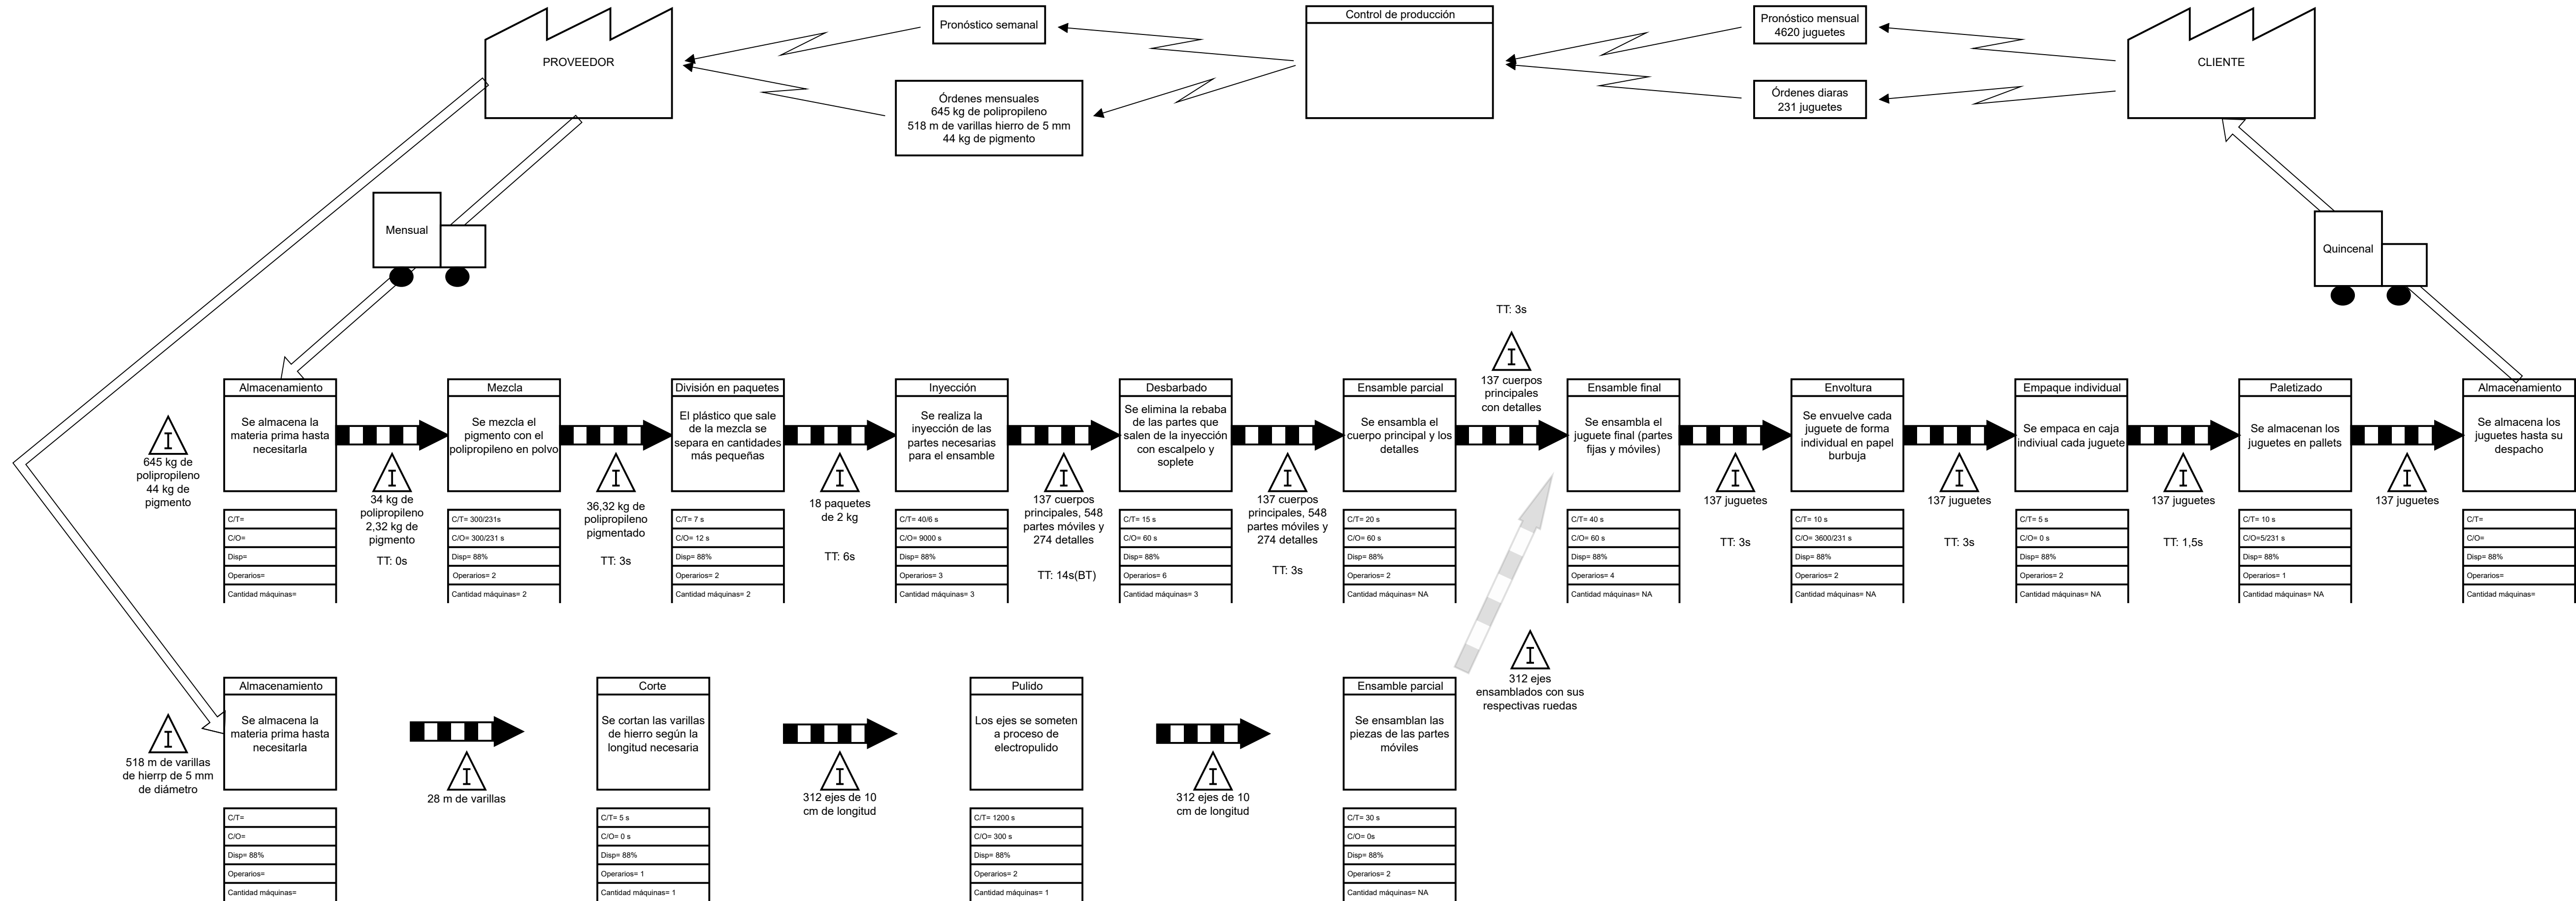 PROVEEDOR
Pronóstico semanal
Órdenes mensuales
645 kg de polipropileno
518 m de varillas hierro de 5 mm
44 kg de pigmento
Control de producción
Pronóstico mensual
4620 juguetes
Órdenes diaras
231 juguetes
CLIENTE
Mensual
Quincenal
645 kg de
polipropileno
44 kg de
pigmento
Almacenamiento
Se almacena la
materia prima hasta
necesitarla
C/T=
C/O=
Disp=
Operarios=
Cantidad máquinas=
34 kg de
polipropileno
2,32 kg de
pigmento
TT: 0s
Mezcla
Se mezcla el
pigmento con el
polipropileno en polvo
C/T= 300/231s
C/O= 300/231 s
Disp= 88%
Operarios= 2
Cantidad máquinas= 2
36,32 kg de
polipropileno
pigmentado
TT: 3s
División en paquetes
El plástico que sale
de la mezcla se
separa en cantidades
más pequeñas
C/T= 7 s
C/O= 12 s
Disp= 88%
Operarios= 2
Cantidad máquinas= 2
18 paquetes
de 2 kg
TT: 6s
Inyección
Se realiza la
inyección de las
partes necesarias
para el ensamble
C/T= 40/6 s
C/O= 9000 s
Disp= 88%
Operarios= 3
Cantidad máquinas= 3
137 cuerpos
principales, 548
partes móviles y
274 detalles
TT: 14s(BT)
Desbarbado
Se elimina la rebaba
de las partes que
salen de la inyección
con escalpelo y
soplete
C/T= 15 s
C/O= 60 s
Disp= 88%
Operarios= 6
Cantidad máquinas= 3
137 cuerpos
principales, 548
partes móviles y
274 detalles
TT: 3s
Ensamble parcial
Se ensambla el
cuerpo principal y los
detalles
C/T= 20 s
C/O= 60 s
Disp= 88%
Operarios= 2
Cantidad máquinas= NA
TT: 3s
137 cuerpos
principales
con detalles
Ensamble final
Se ensambla el
juguete final (partes
fijas y móviles)
C/T= 40 s
C/O= 60 s
Disp= 88%
Operarios= 4
Cantidad máquinas= NA
137 juguetes
TT: 3s
Envoltura
Se envuelve cada
juguete de forma
individual en papel
burbuja
C/T= 10 s
C/O= 3600/231 s
Disp= 88%
Operarios= 2
Cantidad máquinas= NA
137 juguetes
TT: 3s
Empaque individual
Se empaca en caja
indiviual cada juguete
C/T= 5 s
C/O= 0 s
Disp= 88%
Operarios= 2
Cantidad máquinas= NA
137 juguetes
TT: 1,5s
Paletizado
Se almacenan los
juguetes en pallets
C/T= 10 s
C/O=5/231 s
Disp= 88%
Operarios= 1
Cantidad máquinas= NA
137 juguetes
Almacenamiento
Se almacena los
juguetes hasta su
despacho
C/T=
C/O=
Disp= 88%
Operarios=
Cantidad máquinas=
518 m de varillas
de hierrp de 5 mm
de diámetro
Almacenamiento
Se almacena la
materia prima hasta
necesitarla
C/T=
C/O=
Disp= 88%
Operarios=
Cantidad máquinas=
28 m de varillas
Corte
Se cortan las varillas
de hierro según la
longitud necesaria
C/T= 5 s
C/O= 0 s
Disp= 88%
Operarios= 1
Cantidad máquinas= 1
312 ejes de 10
cm de longitud
Pulido
Los ejes se someten
a proceso de
electropulido
C/T= 1200 s
C/O= 300 s
Disp= 88%
Operarios= 2
Cantidad máquinas= 1
312 ejes de 10
cm de longitud
Ensamble parcial
Se ensamblan las
piezas de las partes
móviles
C/T= 30 s
C/O= 0s
Disp= 88%
Operarios= 2
Cantidad máquinas= NA
312 ejes
ensamblados con sus
respectivas ruedas